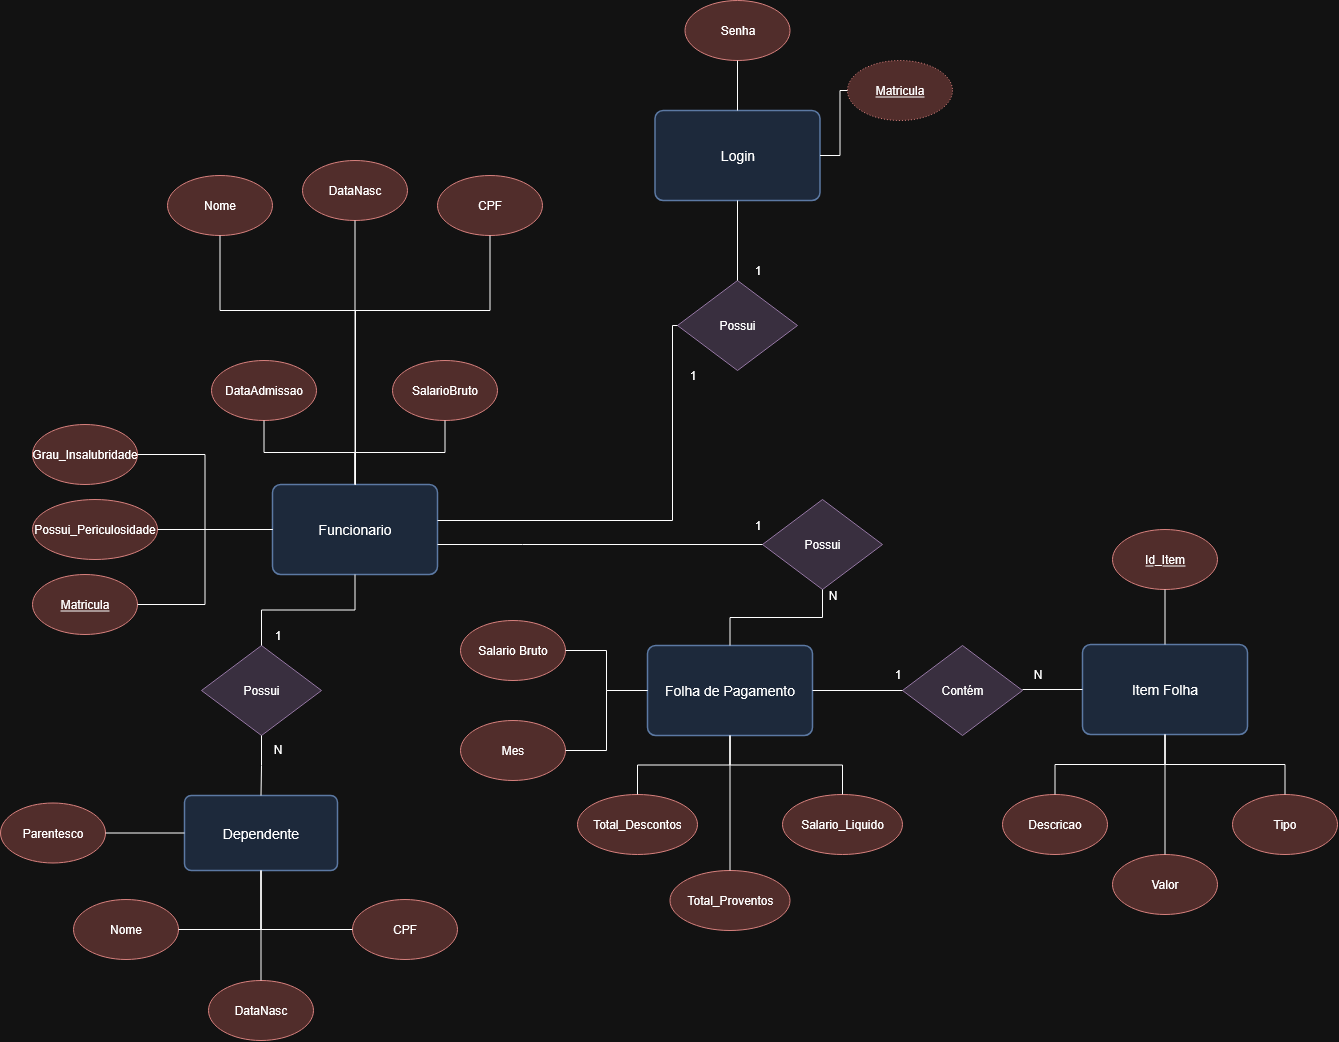 Senha
Matricula
Login
DataNasc
Nome
CPF
1
Possui
1
DataAdmissao
SalarioBruto
Grau_Insalubridade
Possui_Periculosidade
Matricula
Funcionario
1
Possui
N
Id_Item
1
Possui
N
Salario Bruto
Mes
Folha de Pagamento
1
Contém
N
Item Folha
Total_Descontos
Salario_Liquido
Total_Proventos
Descricao
Tipo
Valor
Parentesco
Dependente
Nome
CPF
DataNasc